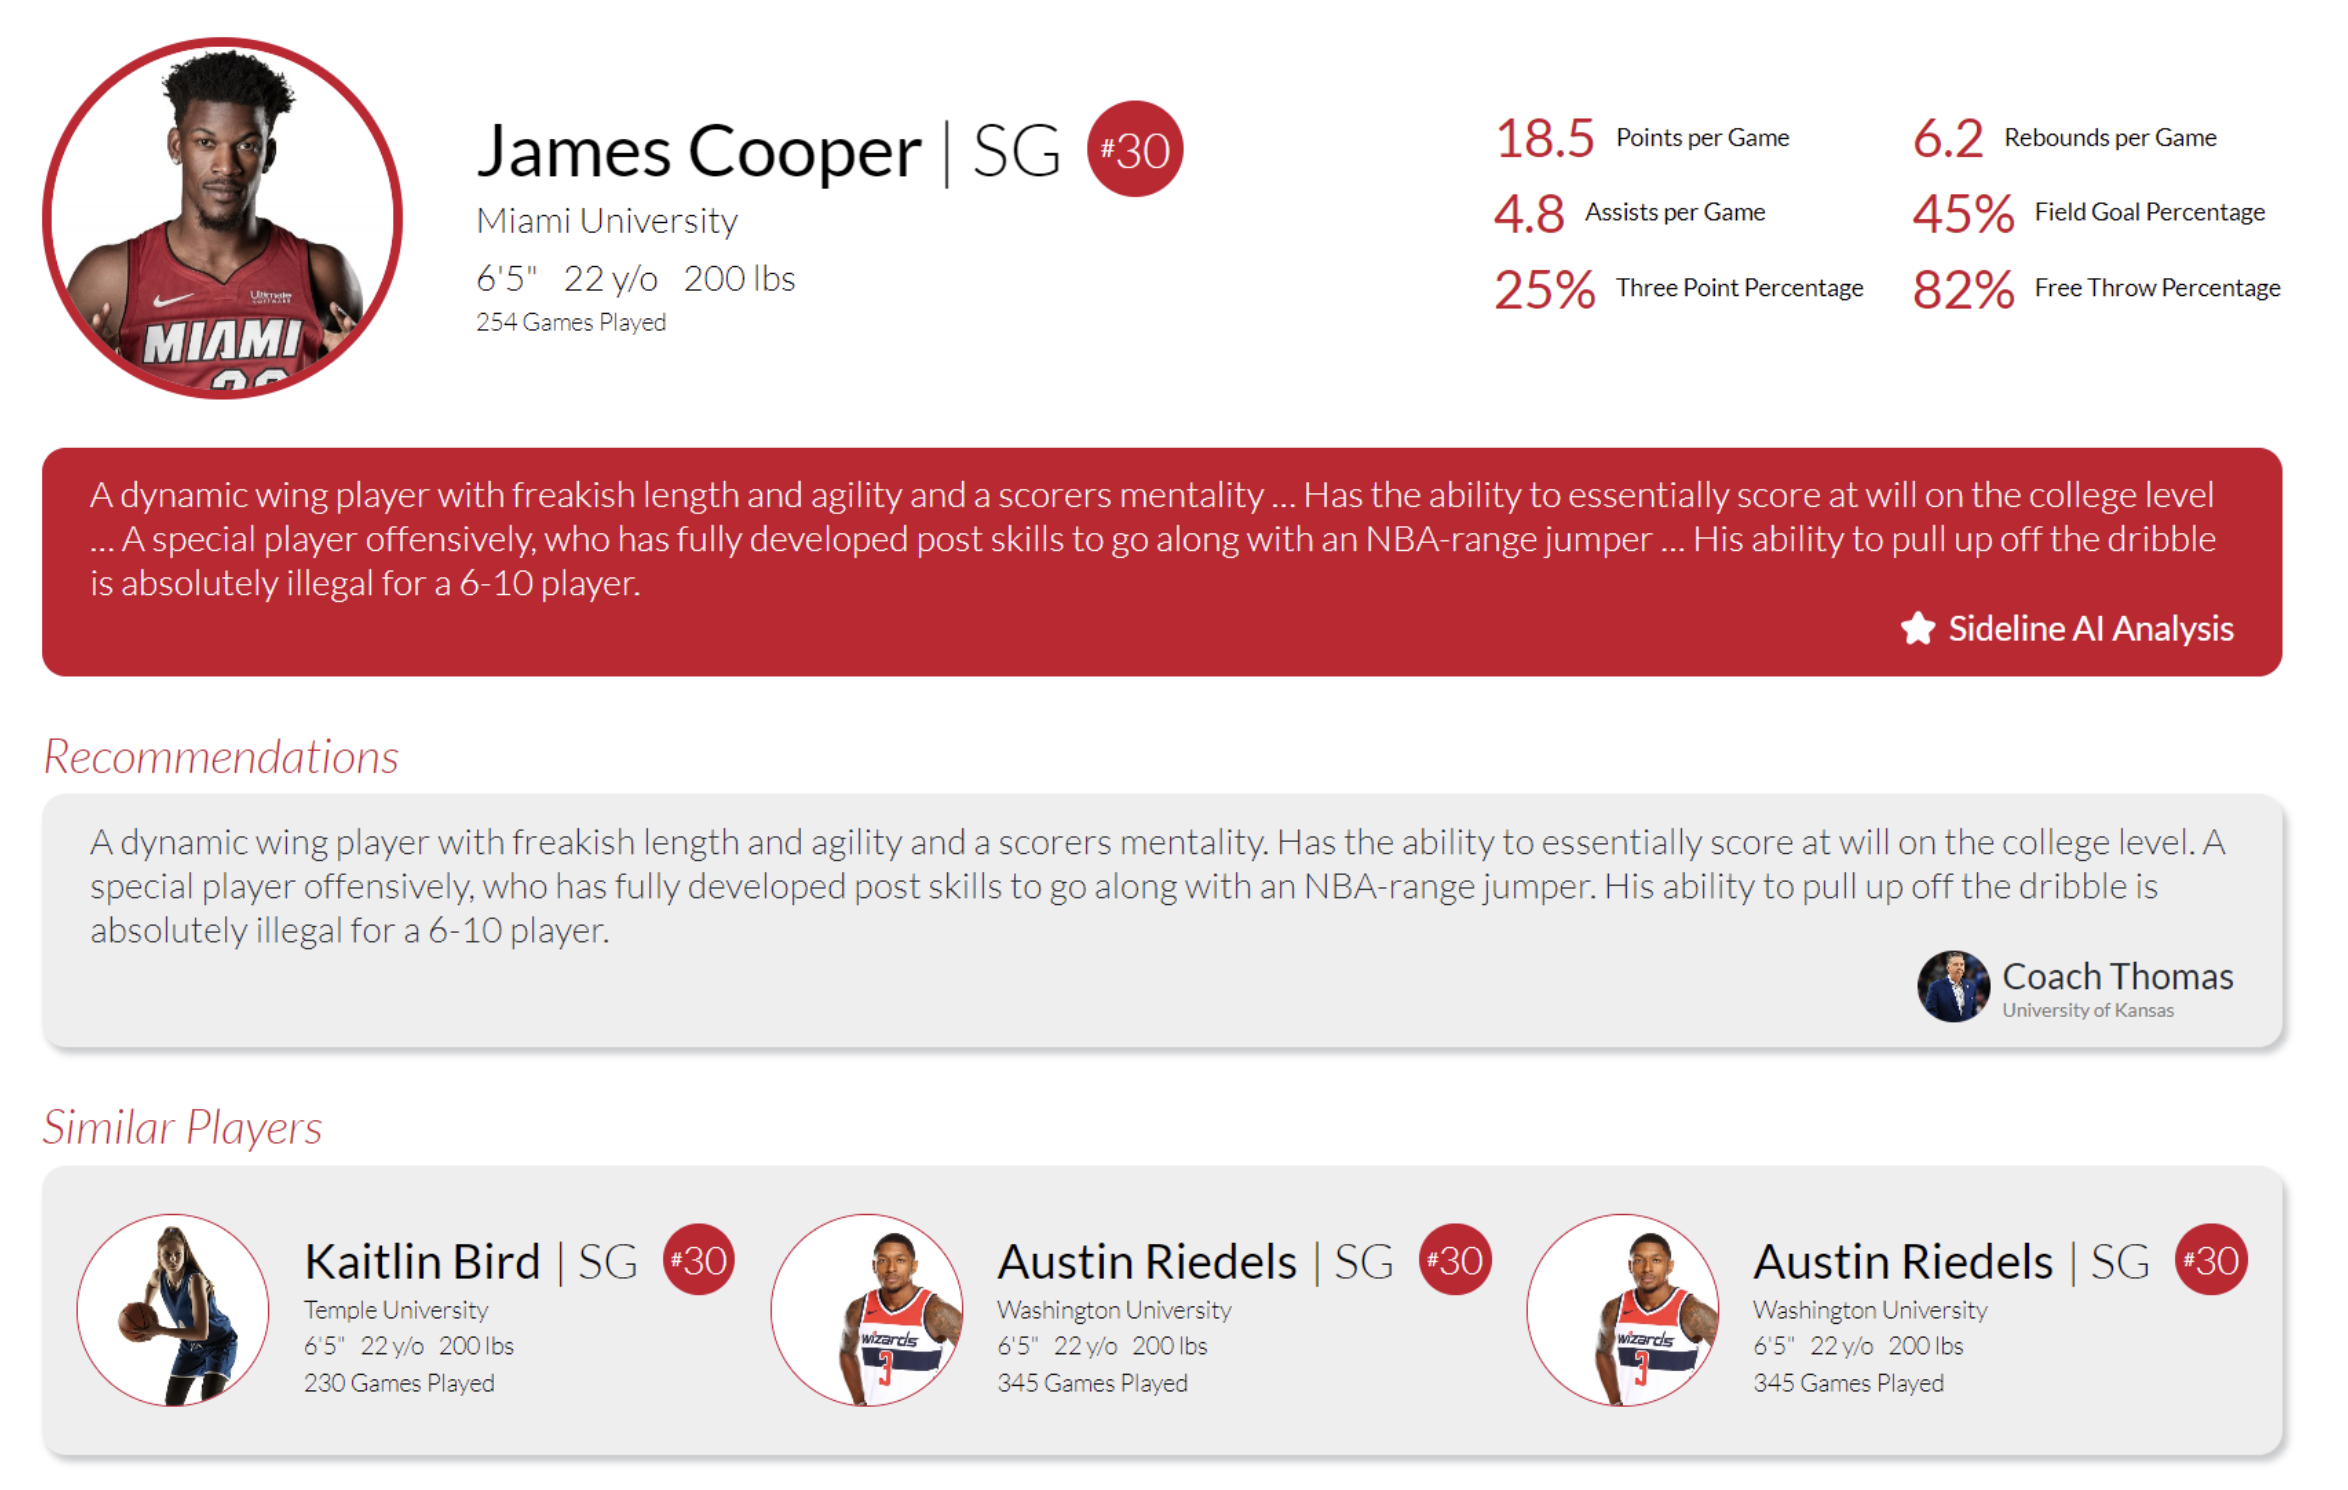 James Cooper | SG #30
Miami University
6'5" 22 y/o 200 lbs
254 Games Played
18.5 Points per Game
6.2 Rebounds per Game
4.8 Assists per Game
45% Field Goal Percentage
25% Three Point Percentage
82% Free Throw Percentage
Ultimate
SOFTWARE
MIAMI
A dynamic wing player with freakish length and agility and a scorers mentality ... Has the ability to essentially score at will on the college level
... A special player offensively, who has fully developed post skills to go along with an NBA-range jumper ... His ability to pull up off the dribble
is absolutely illegal for a 6-10 player.
Sideline AI Analysis
Recommendations
A dynamic wing player with freakish length and agility and a scorers mentality. Has the ability to essentially score at will on the college level. A
special player offensively, who has fully developed post skills to go along with an NBA-range jumper. His ability to pull up off the dribble is
absolutely illegal for a 6-10 player.
Coach Thomas
University of Kansas
Similar Players
Kaitlin Bird | SG #30
Temple University
6'5" 22 y/o 200 lbs
230 Games Played
wizards
3
Austin Riedels | SG #30
Washington University
6'5" 22 y/o 200 lbs
345 Games Played
wizards
3
Austin Riedels | SG #30
Washington University
6'5" 22 y/o 200 lbs
345 Games Played